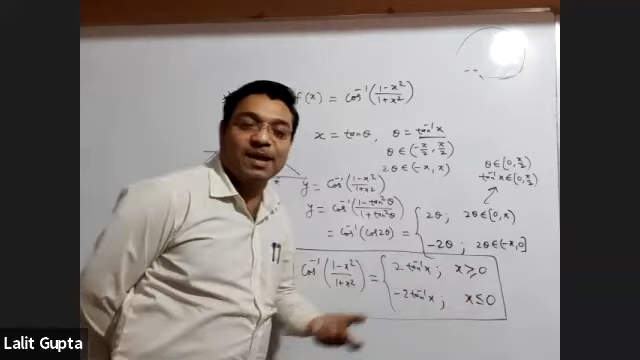 f(x) = cos⁻¹(1-x²/1+x²)
x = tanθ, θ = tan⁻¹x
θ ∈ (-π/2, π/2)
2θ ∈ (-π, π)
θ ∈ [0, π/2)
tan⁻¹x ∈ [0, π/2)
y = cos⁻¹(1-x²/1+x²)
y = cos⁻¹(1-tan²θ/1+tan²θ)
= cos⁻¹(cos2θ) = { 2θ ; 2θ ∈ [0, π)
-2θ ; 2θ ∈ (-π, 0]
cos⁻¹(1-x²/1+x²) = { 2tan⁻¹x ; x ≥ 0
-2tan⁻¹x ; x ≤ 0
Lalit Gupta